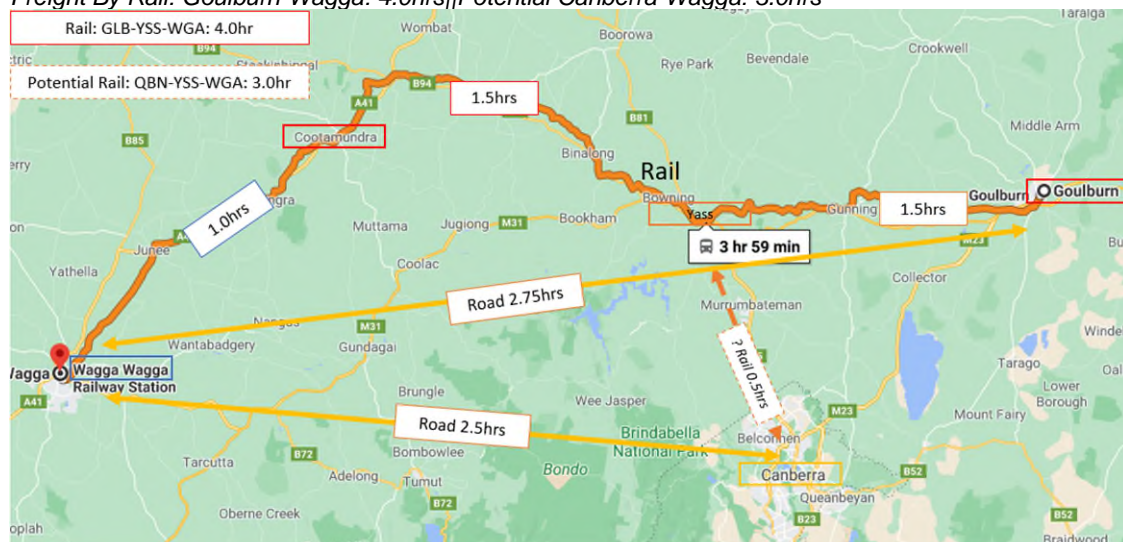 Freight By Rail: Goulburn-Wagga: 4.0hrs||Potential Canberra-Wagga: 3.0hrs
Rail: GLB-YSS-WGA: 4.0hr
Potential Rail: QBN-YSS-WGA: 3.0hr
Wombat
Boorowa
Taralga
Crookwell
Rye Park
Bevendale
B94
B94
A41
1.5hrs
B81
B85
Middle Arm
Cootamundra
Binalong
Rail
Goulburn
Goulburn
Bowning
Yass
Gunning
1.5hrs
1.0hrs
Muttama
Jugiong
M31
Bookham
M23
3 hr 59 min
Junee
Yathella
Coolac
Collector
Road 2.75hrs
Murrumbateman
M31
Nangus
Wantabadgery
Gundagai
Tarago
Wagga Wagga
Railway Station
? Rail 0.5hrs
Lower
Borough
A41
Brungle
Wee Jasper
M23
Mount Fairy
Road 2.5hrs
Brindabella
National Park
Belconnen
B72
Bombowlee
Bondo
Canberra
B52
Tarcutta
Adelong
Tumut
Queanbeyan
B72
Oberne Creek
B23
B52
Braidwood